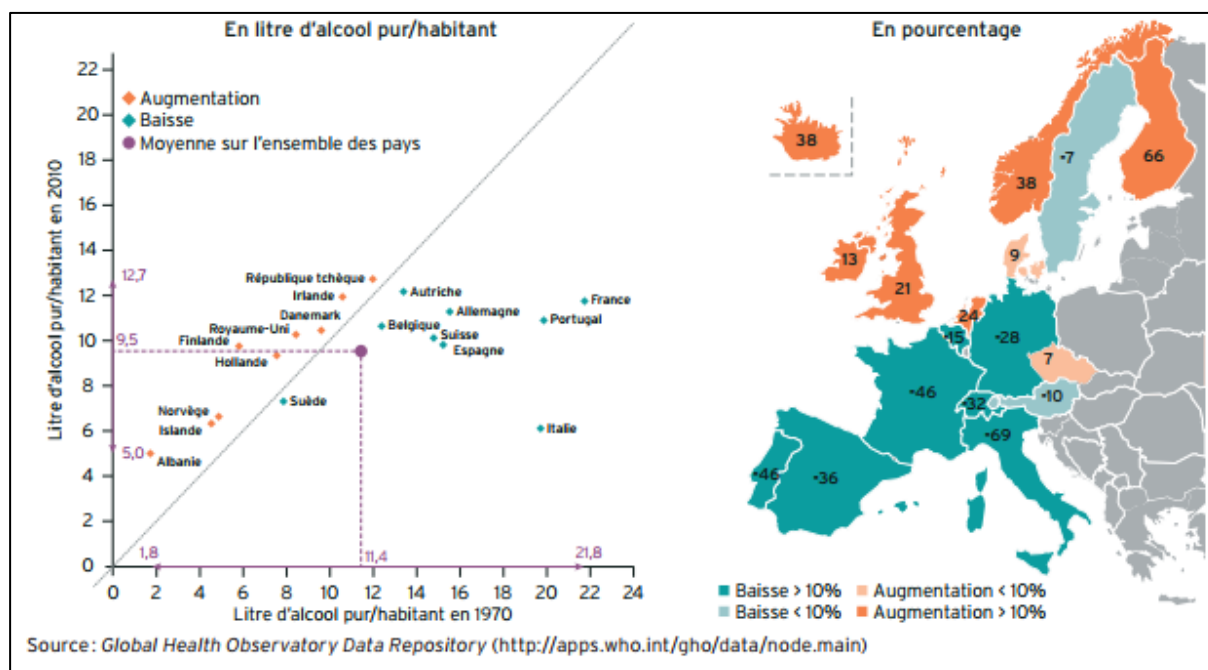 En litre d'alcool pur/habitant
22
20
18
16
14
12
10
8
6
4
2
0
Litre d'alcool pur/habitant en 2010
Augmentation
Baisse
Moyenne sur l'ensemble des pays
12,7
9,5
5,0
République tchèque
Irlande
Danemark
Royaume-Uni
Finlande
Hollande
Norvège
Islande
Albanie
Suède
Autriche
Allemagne
Belgique
Suisse
Espagne
France
Portugal
Italie
1,8
11,4
21,8
0 2 4 6 8 10 12 14 16 18 20 22 24
Litre d'alcool pur/habitant en 1970
En pourcentage
38
38
-7
66
13
21
9
24
-15
-28
7
-46
-32
-10
-69
-46
-36
Baisse > 10%
Augmentation < 10%
Baisse < 10%
Augmentation > 10%
Source: Global Health Observatory Data Repository (http://apps.who.int/gho/data/node.main)